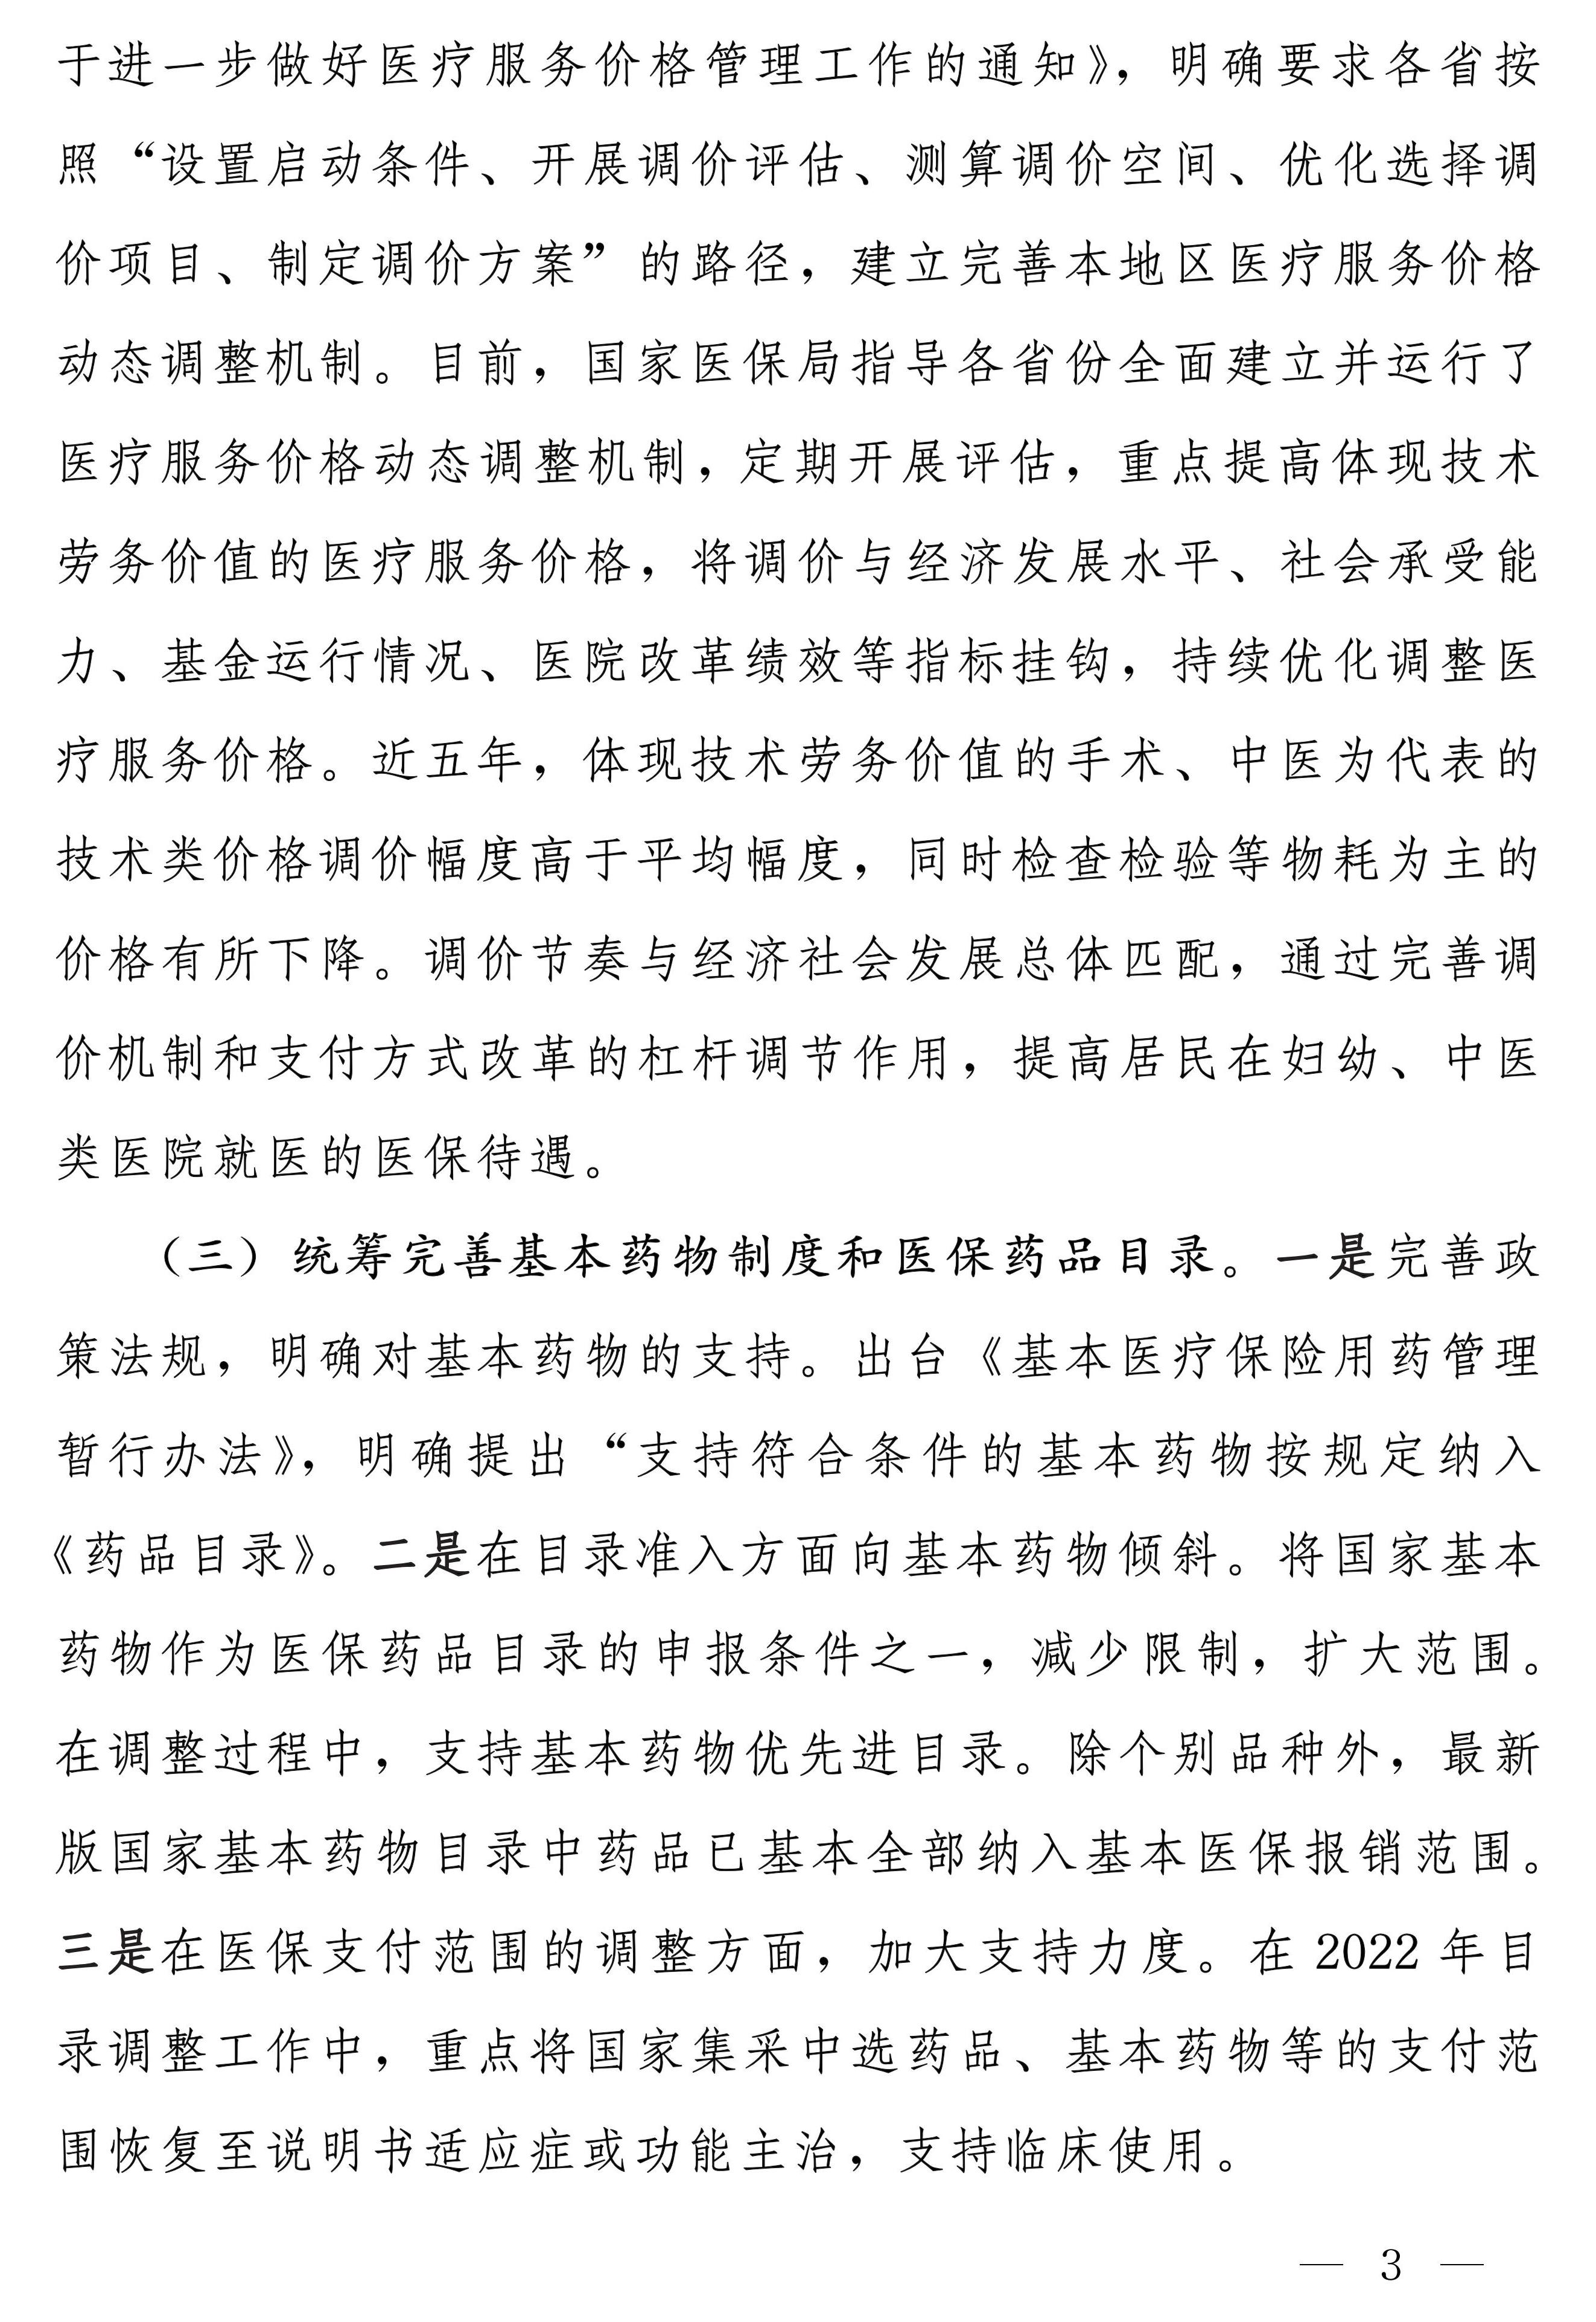 于进一步做好医疗服务价格管理工作的通知》，明确要求各省按
照“设置启动条件、开展调价评估、测算调价空间、优化选择调
价项目、制定调价方案”的路径，建立完善本地区医疗服务价格
动态调整机制。目前，国家医保局指导各省份全面建立并运行了
医疗服务价格动态调整机制，定期开展评估，重点提高体现技术
劳务价值的医疗服务价格，将调价与经济发展水平、社会承受能
力、基金运行情况、医院改革绩效等指标挂钩，持续优化调整医
疗服务价格。近五年，体现技术劳务价值的手术、中医为代表的
技术类价格调价幅度高于平均幅度，同时检查检验等物耗为主的
价格有所下降。调价节奏与经济社会发展总体匹配，通过完善调
价机制和支付方式改革的杠杆调节作用，提高居民在妇幼、中医
类医院就医的医保待遇。
（三）统筹完善基本药物制度和医保药品目录。一是完善政
策法规，明确对基本药物的支持。出台《基本医疗保险用药管理
暂行办法》，明确提出“支持符合条件的基本药物按规定纳入
《药品目录》。二是在目录准入方面向基本药物倾斜。将国家基本
药物作为医保药品目录的申报条件之一，减少限制，扩大范围。
在调整过程中，支持基本药物优先进目录。除个别品种外，最新
版国家基本药物目录中药品已基本全部纳入基本医保报销范围。
三是在医保支付范围的调整方面，加大支持力度。在 2022 年目
录调整工作中，重点将国家集采中选药品、基本药物等的支付范
围恢复至说明书适应症或功能主治，支持临床使用。
— 3 —